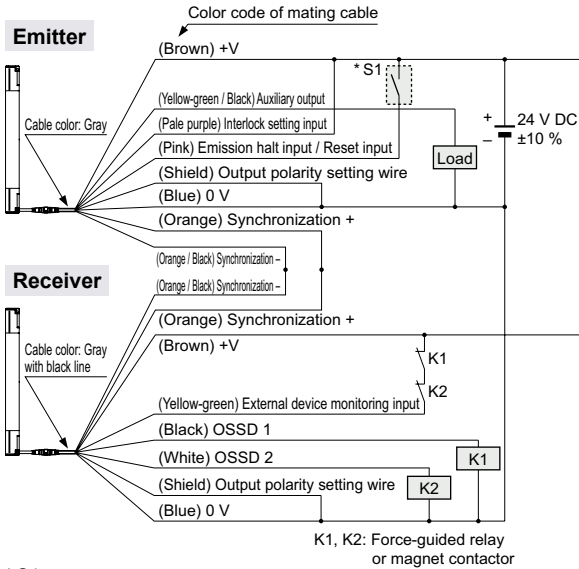 Color code of mating cable
Emitter
(Brown) +V
* S1
(Yellow-green / Black) Auxiliary output
Cable color: Gray
(Pale purple) Interlock setting input
+
–
24 V DC
±10 %
(Pink) Emission halt input / Reset input
Load
(Shield) Output polarity setting wire
(Blue) 0 V
(Orange) Synchronization +
(Orange / Black) Synchronization –
Receiver
(Orange / Black) Synchronization –
(Orange) Synchronization +
(Brown) +V
Cable color: Gray
with black line
K1
K2
(Yellow-green) External device monitoring input
(Black) OSSD 1
(White) OSSD 2
K1
(Shield) Output polarity setting wire
K2
(Blue) 0 V
K1, K2: Force-guided relay
or magnet contactor